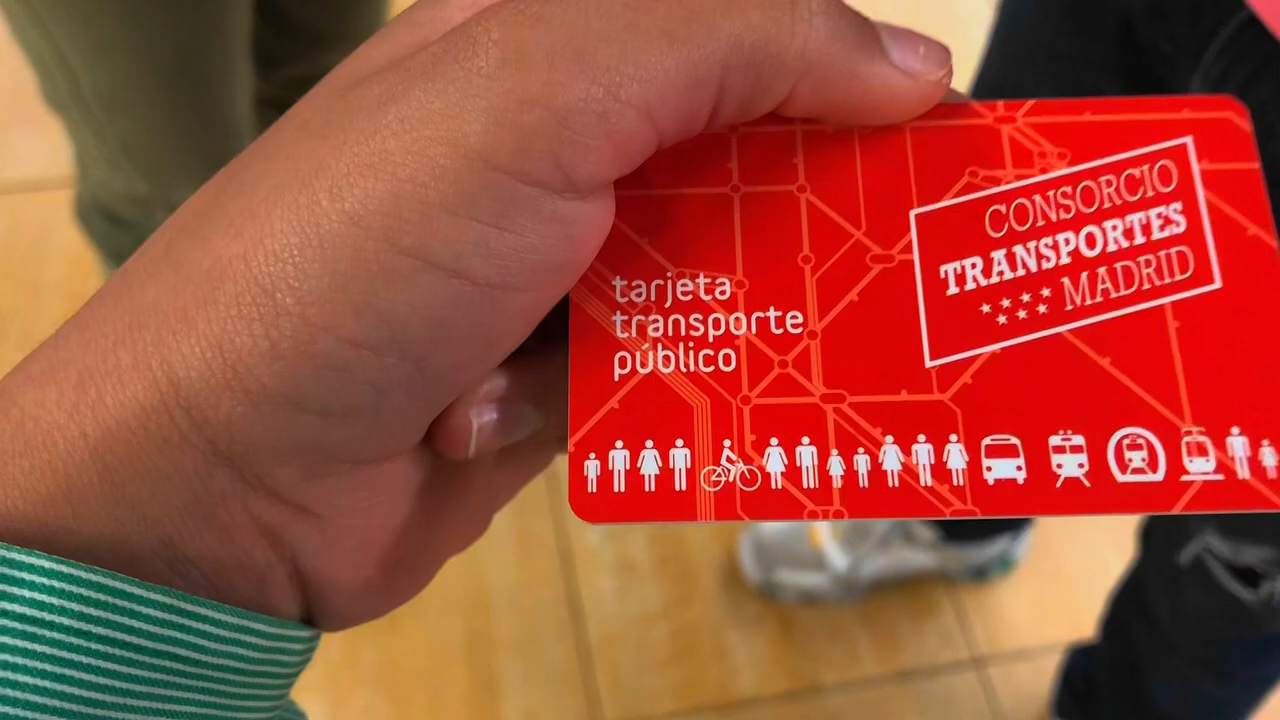 tarjeta
transporte
público
CONSORCIO
TRANSPORTES
MADRID